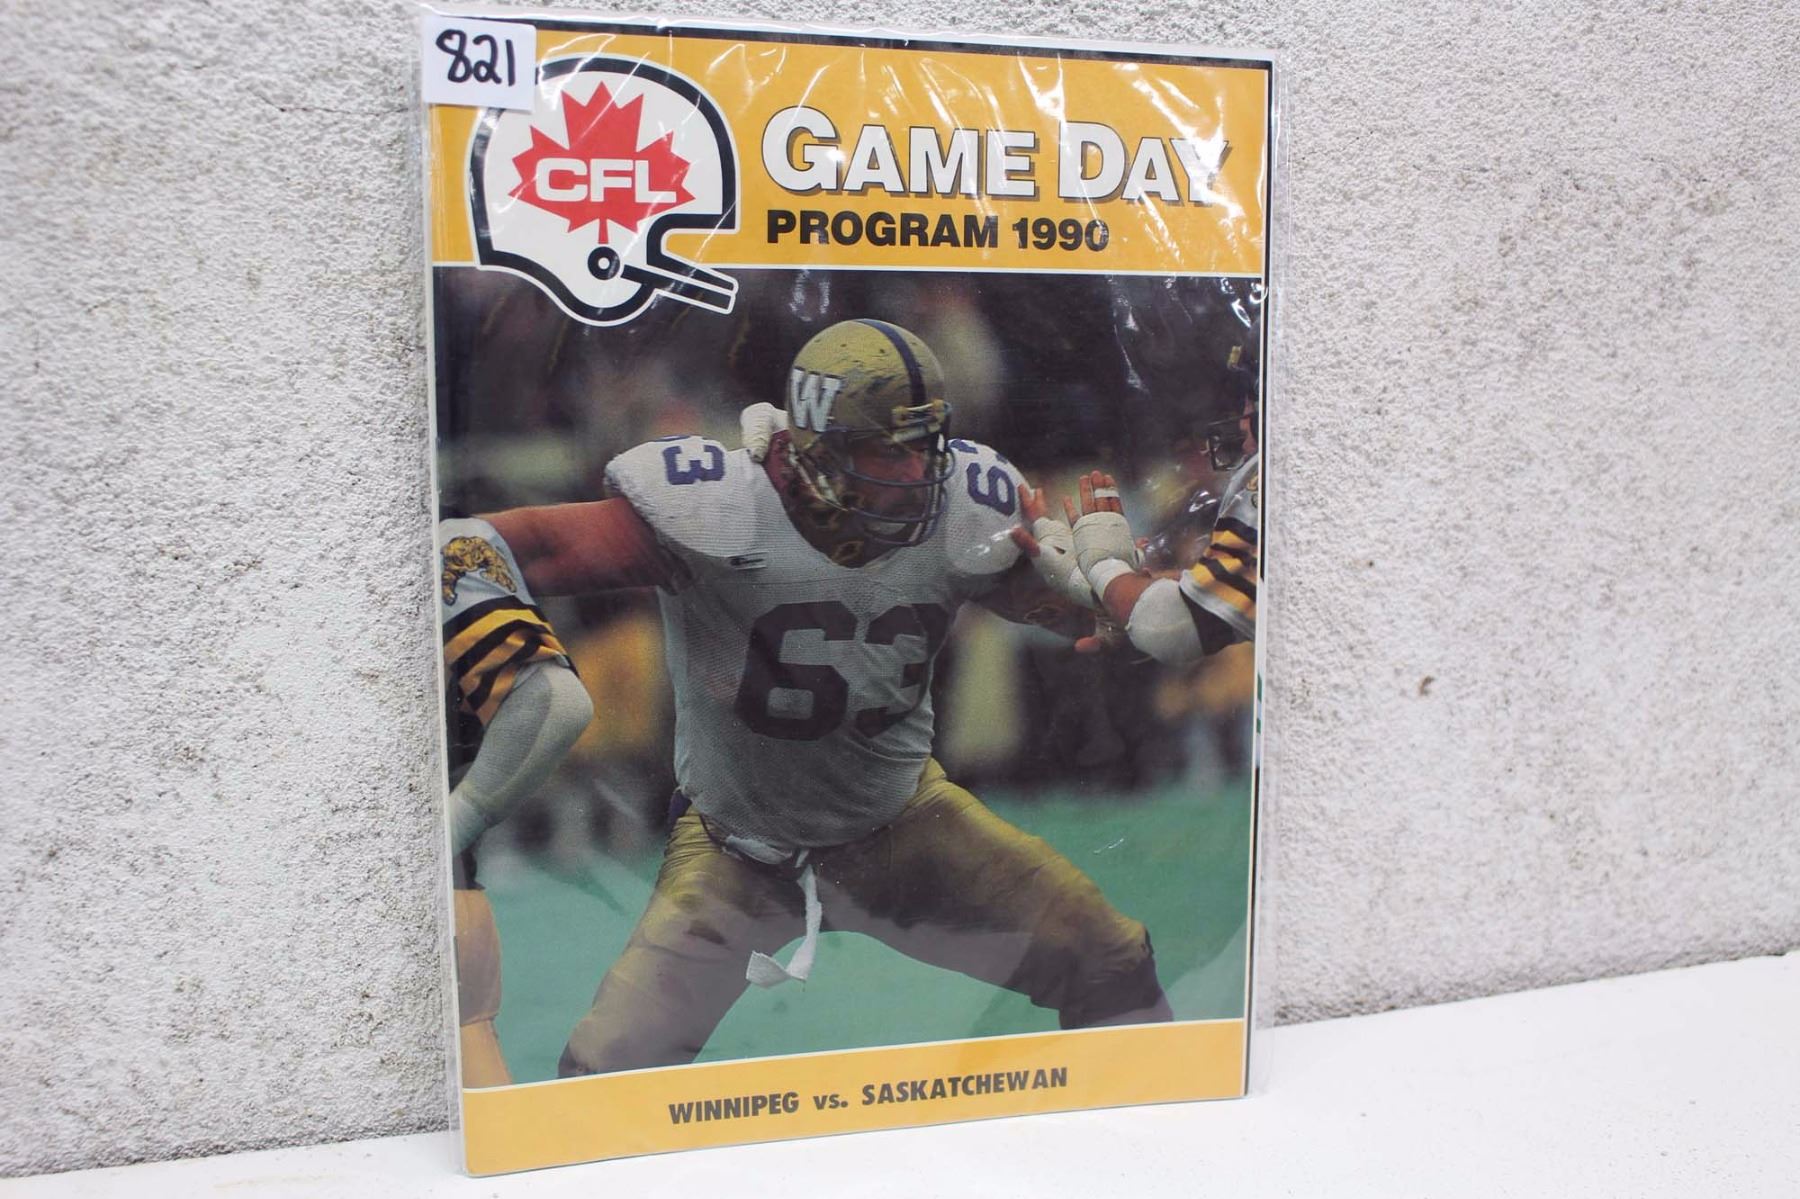 821
CFL
GAME DAY
PROGRAM 1990
W
63
63
63
WINNIPEG vs. SASKATCHEWAN